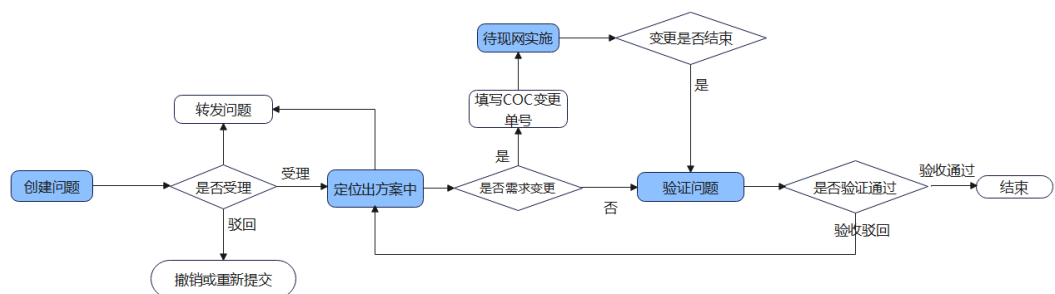 待现网实施
变更是否结束
是
转发问题
填写COC变更
单号
是
受理
创建问题
是否受理
定位出方案中
是否需求变更
否
验证问题
是否验证通过
验收通过
结束
驳回
验收驳回
撤销或重新提交